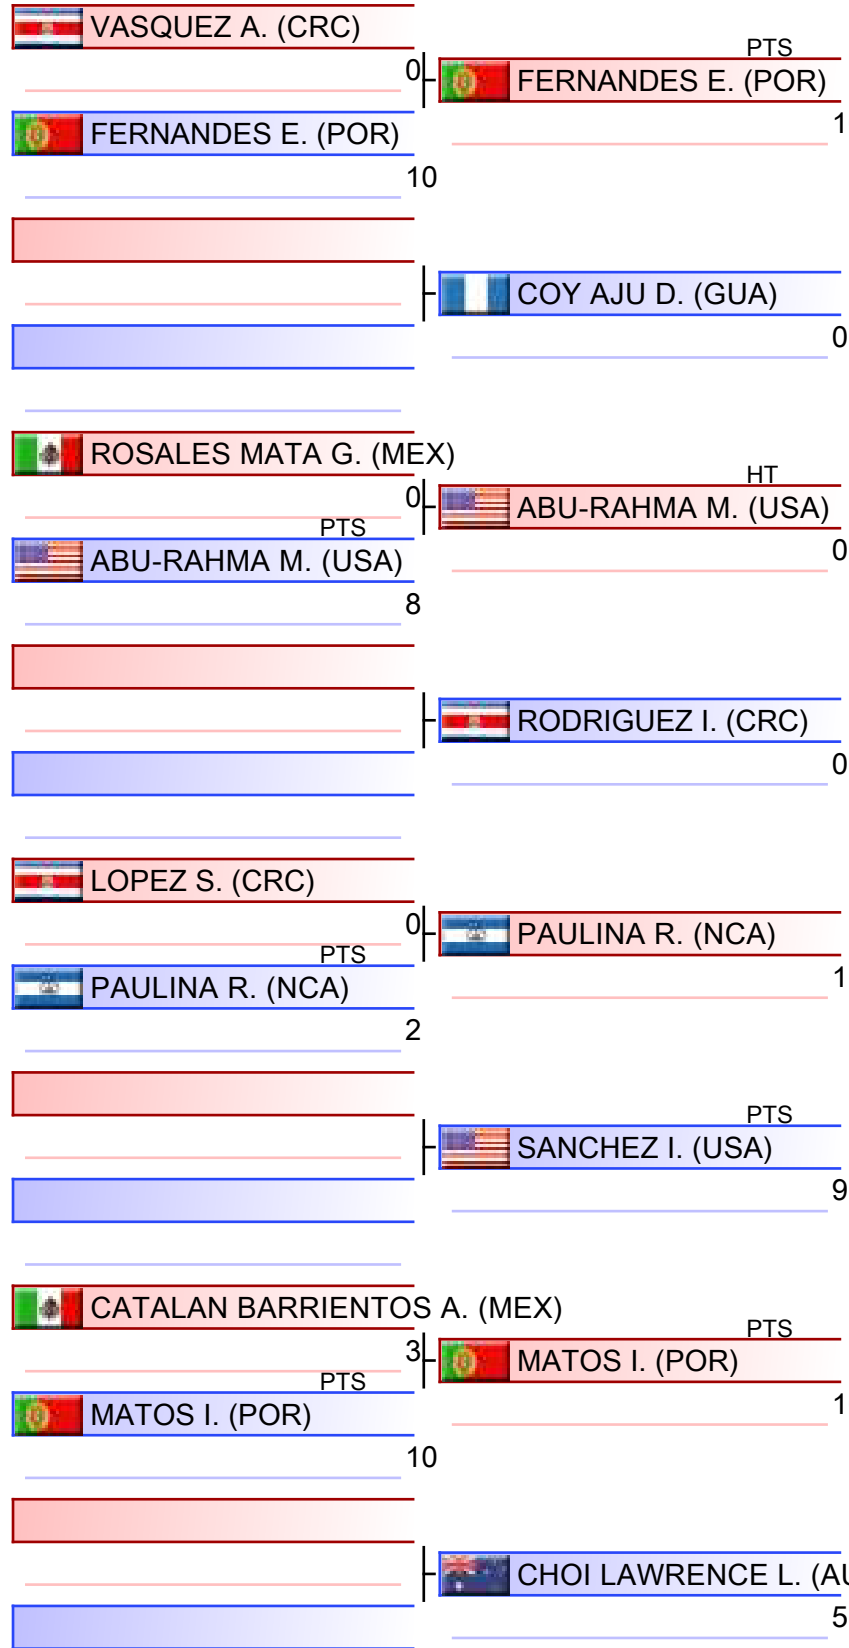 VASQUEZ A. (CRC)
0
PTS
FERNANDES E. (POR)
1
FERNANDES E. (POR)
10
COY AJU D. (GUA)
0
ROSALES MATA G. (MEX)
0
HT
ABU-RAHMA M. (USA)
0
PTS
ABU-RAHMA M. (USA)
8
RODRIGUEZ I. (CRC)
0
LOPEZ S. (CRC)
0
PAULINA R. (NCA)
1
PTS
PAULINA R. (NCA)
2
PTS
SANCHEZ I. (USA)
9
CATALAN BARRIENTOS A. (MEX)
3
PTS
MATOS I. (POR)
1
PTS
MATOS I. (POR)
10
CHOI LAWRENCE L. (AU
5